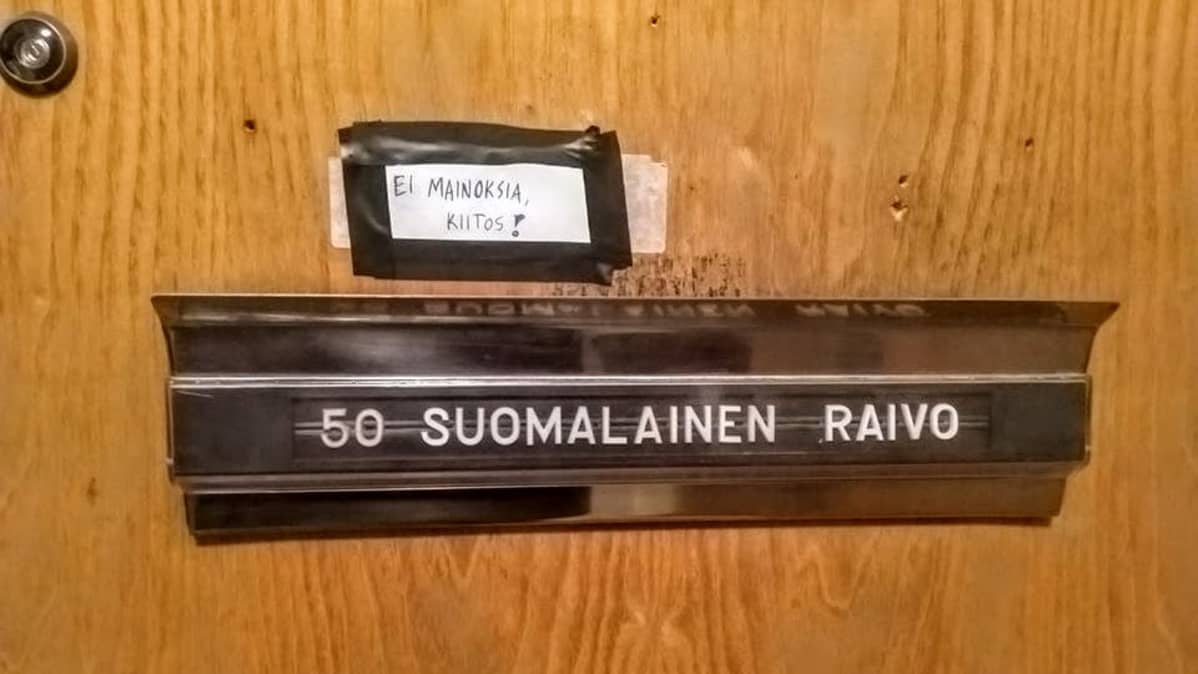 EI MAINOKSIA,
KIITOS!
50 SUOMALAINEN RAIVO